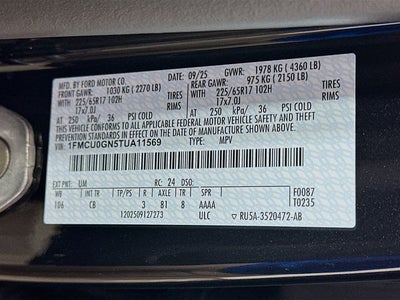 MFD. BY FORD MOTOR CO.
DATE: 09/25 GVWR: 1978 KG ( 4360 LB)
FRONT GAWR: 1030 KG ( 2270 LB) REAR GAWR: 975 KG ( 2150 LB)
225/65R17 102H TIRES WITH 225/65R17 102H TIRES
17x7.0J RIMS 17x7.0J RIMS
AT 250 kPa/ 36 PSI COLD AT 250 kPa/ 36 PSI COLD
THIS VEHICLE CONFORMS TO ALL APPLICABLE FEDERAL MOTOR VEHICLE SAFETY AND THEFT PREVENTION STANDARDS IN EFFECT ON THE DATE OF MANUFACTURE SHOWN ABOVE.
VIN: 1FMCU0GN5TUA11569 TYPE: MPV
EXT PNT: UM RC: 24 DSO: F0087
WB INT TR TP/PS R AXLE TR SPR T0235
106 CB 3 81 8 AAAA
1202509127273 ULC RU5A-3520472-AB